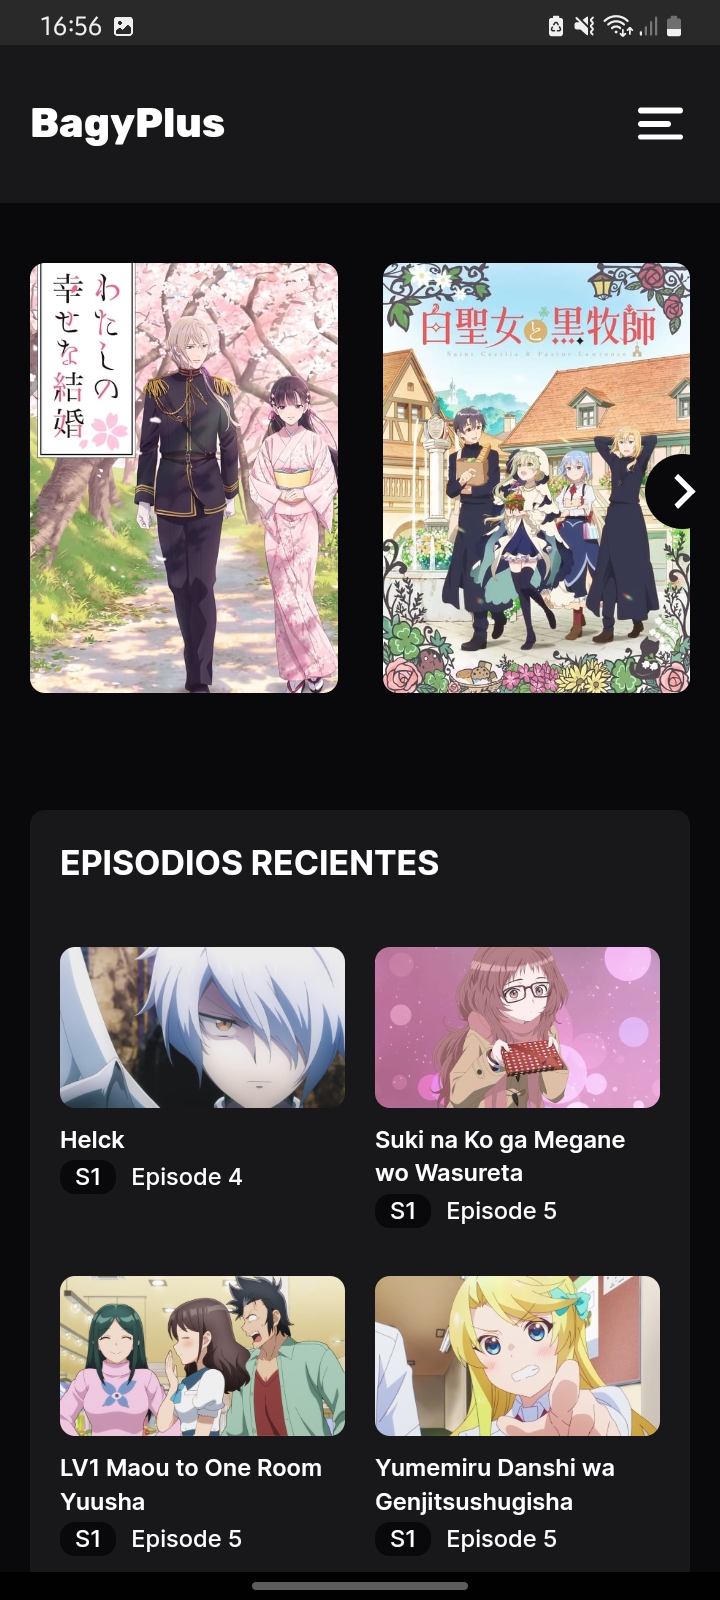 16:56
BagyPlus
わたしの
幸せな結婚
白聖女と黒牧師
Saint Cecilia & Pastor Lawrence
EPISODIOS RECIENTES
Helck
S1 Episode 4
Suki na Ko ga Megane
wo Wasureta
S1 Episode 5
LV1 Maou to One Room
Yuusha
S1 Episode 5
Yumemiru Danshi wa
Genjitsushugisha
S1 Episode 5